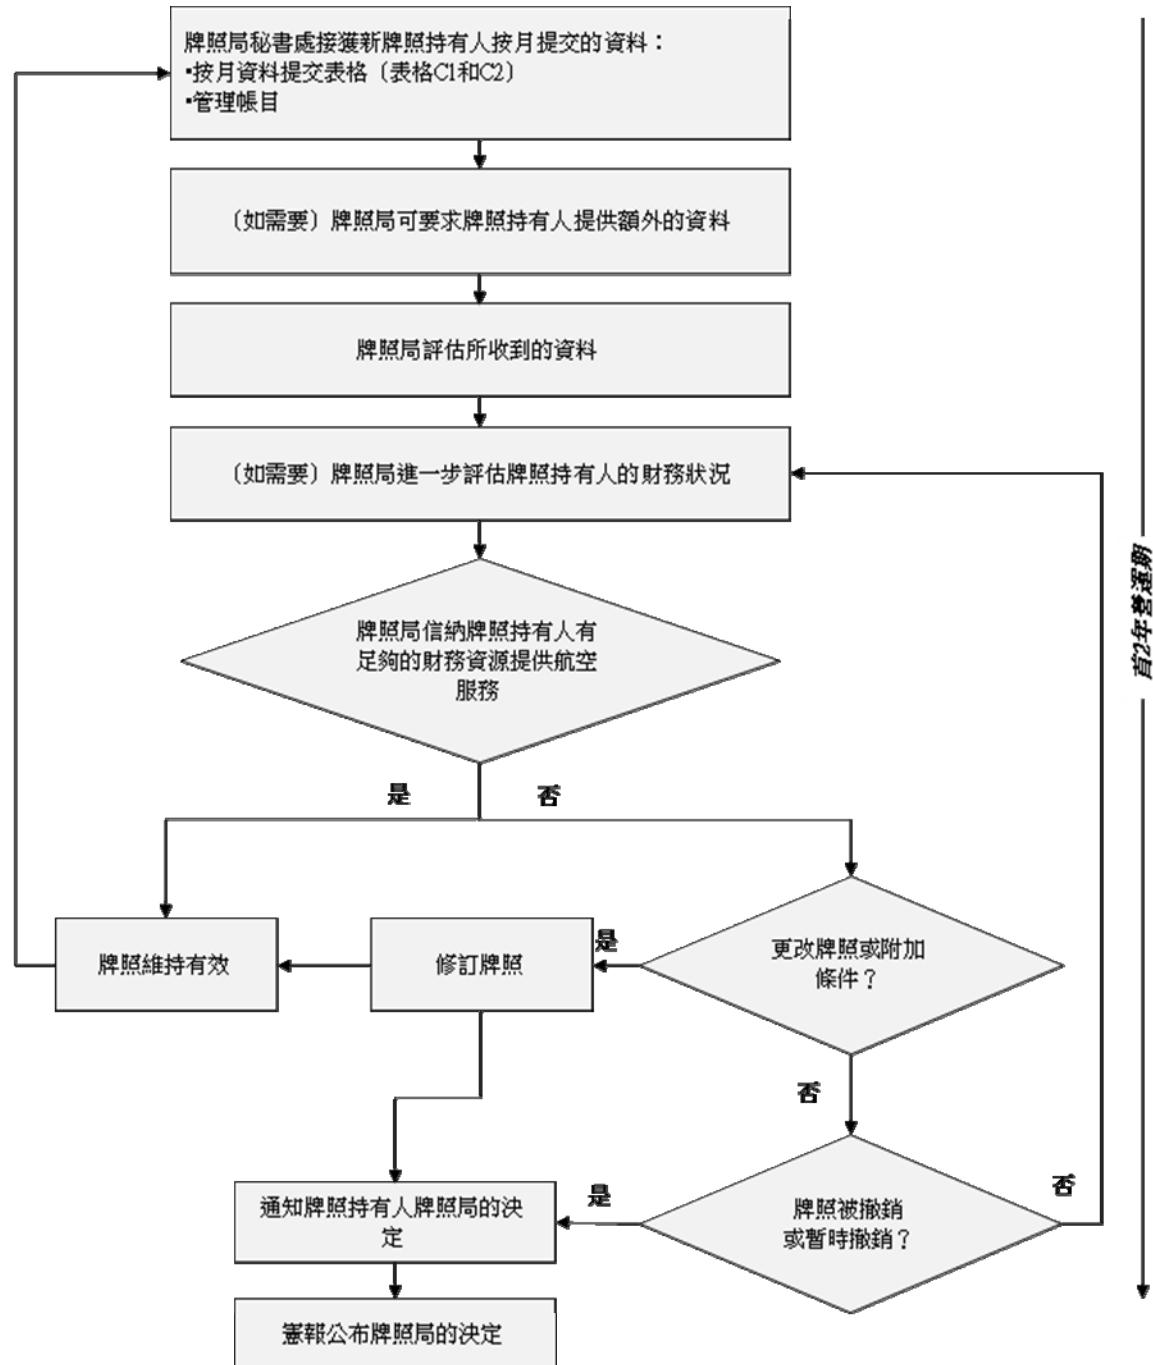 牌照局秘書處接獲新牌照持有人按月提交的資料：
▪按月資料提交表格〔表格C1和C2〕
▪管理帳目
〔如需要〕牌照局可要求牌照持有人提供額外的資料
牌照局評估所收到的資料
〔如需要〕牌照局進一步評估牌照持有人的財務狀況
首2年營運期
牌照局信納牌照持有人有
足夠的財務資源提供航空
服務
是
否
牌照維持有效
修訂牌照
是
更改牌照或附加
條件？
否
通知牌照持有人牌照局的決
定
是
牌照被撤銷
或暫時撤銷？
否
憲報公布牌照局的決定